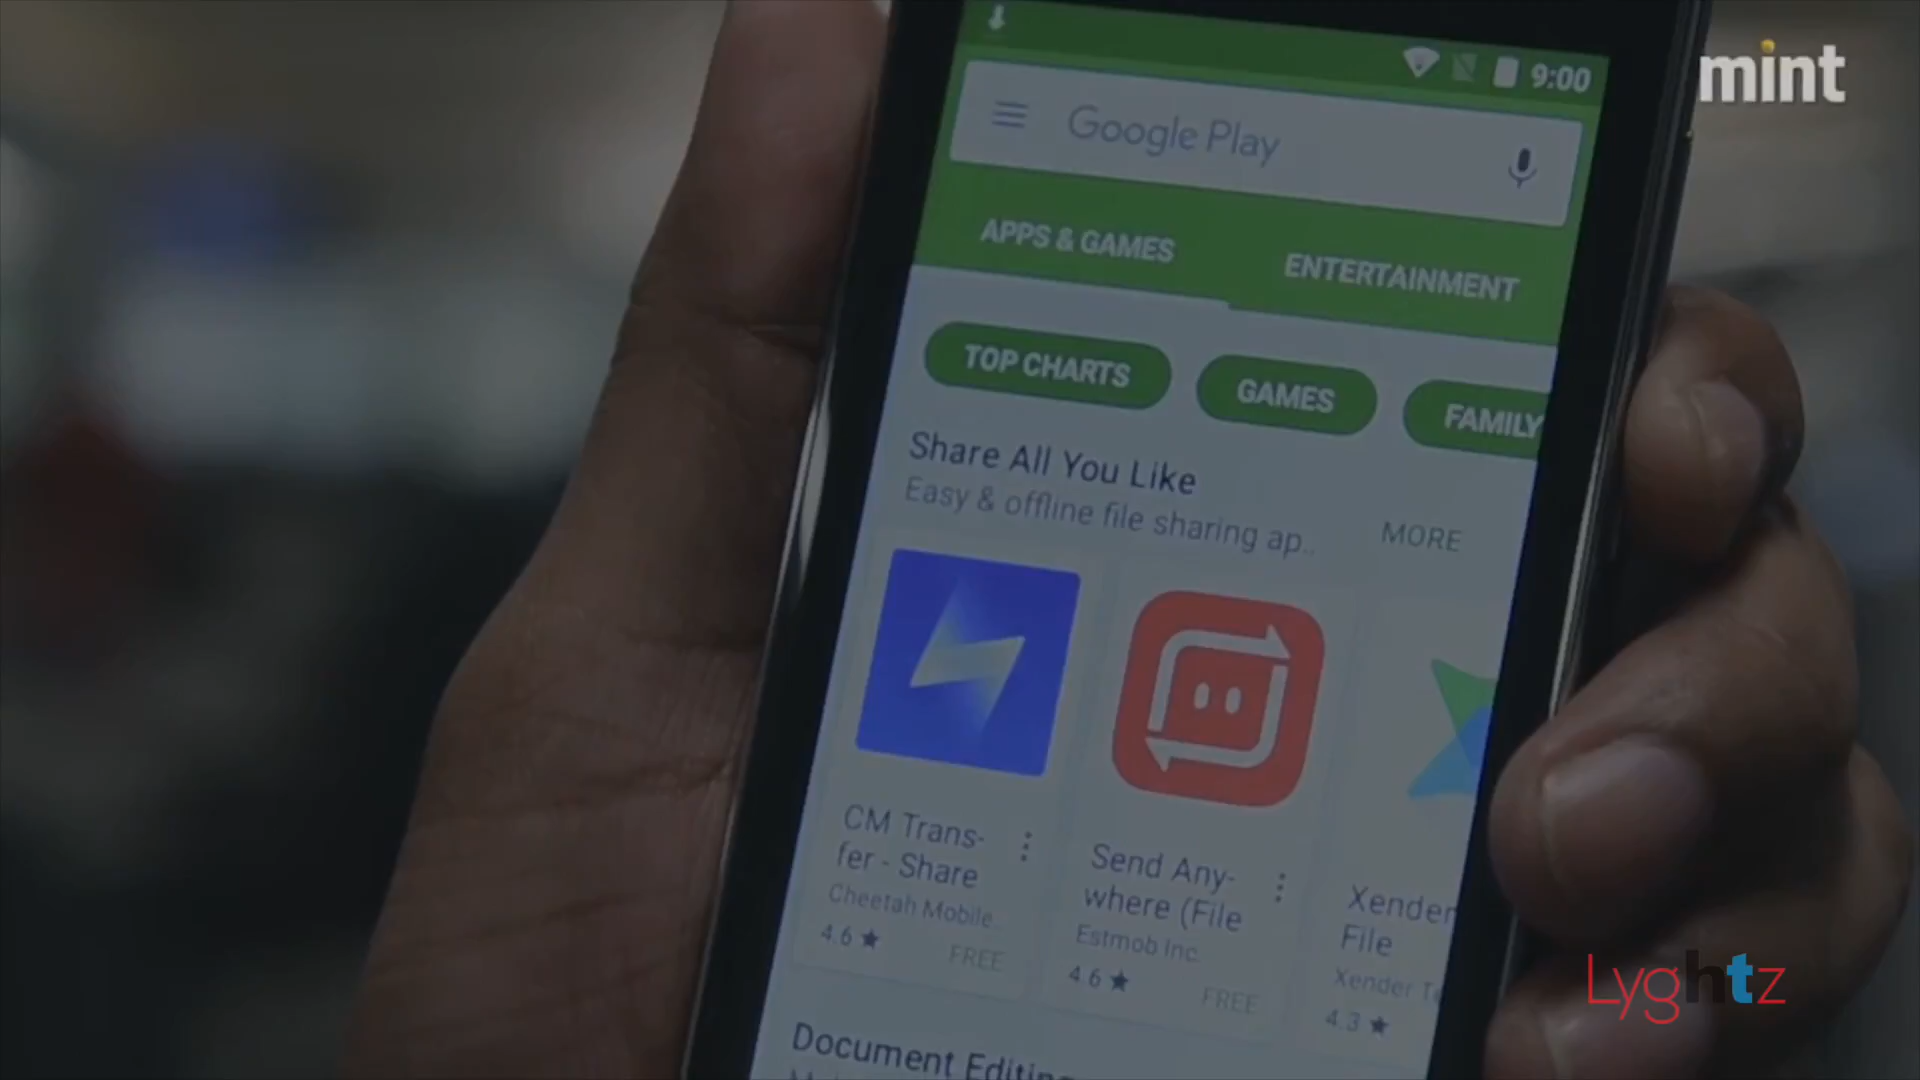 mint
9:00
Google Play
APPS & GAMES
ENTERTAINMENT
TOP CHARTS
GAMES
FAMILY
Share All You Like
Easy & offline file sharing ap..
MORE
CM Trans-
fer - Share
Cheetah Mobile
4.6 ★
FREE
Send Any-
where (File
Estmob Inc.
4.6 ★
FREE
Xender
File
Xender
4.3 ★
Document Editing
Lyghtz